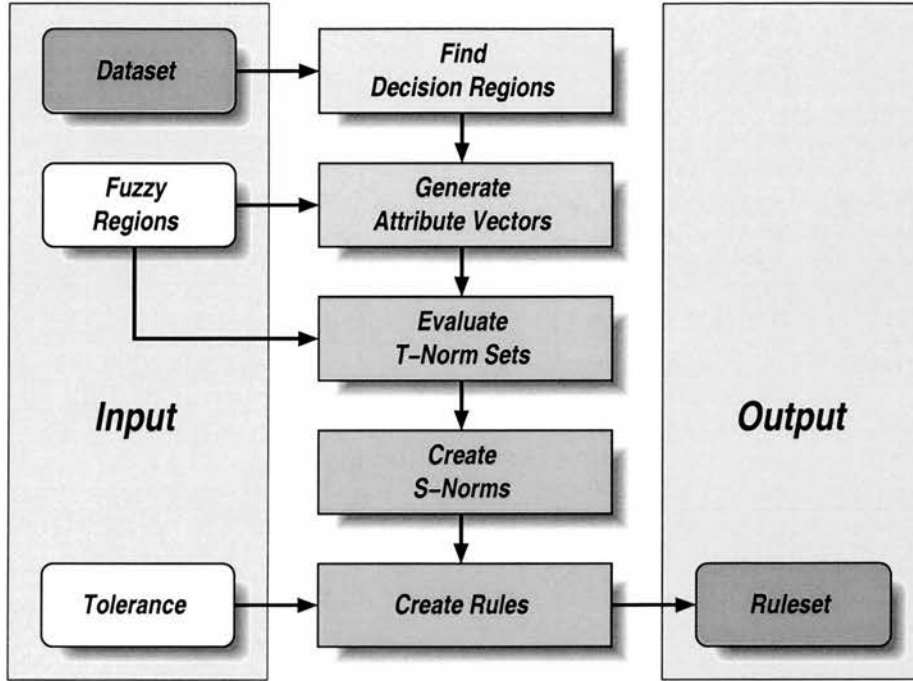 Dataset
Find
Decision Regions
Fuzzy
Regions
Generate
Attribute Vectors
Evaluate
T–Norm Sets
Input
Output
Create
S–Norms
Tolerance
Create Rules
Ruleset